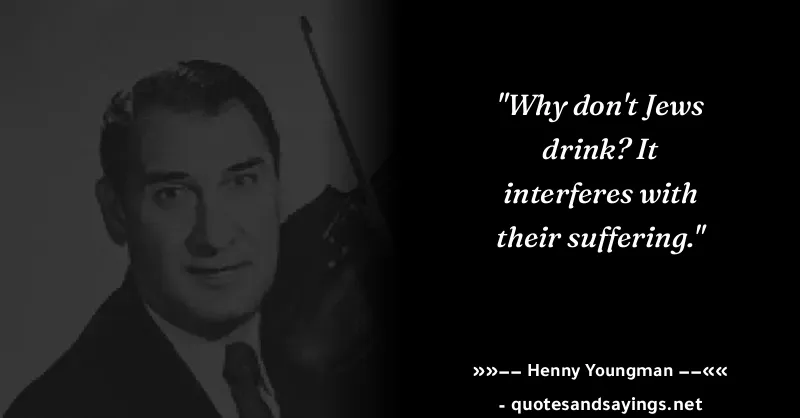 "Why don't Jews
drink? It
interferes with
their suffering."
»»−− Henny Youngman −−««
- quotesandsayings.net